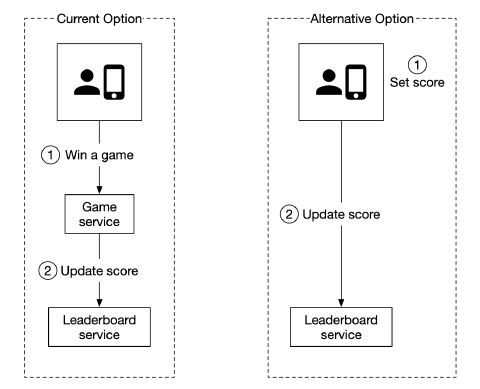 Current Option
1 Win a game
Game
service
2 Update score
Leaderboard
service
Alternative Option
1
Set score
2 Update score
Leaderboard
service